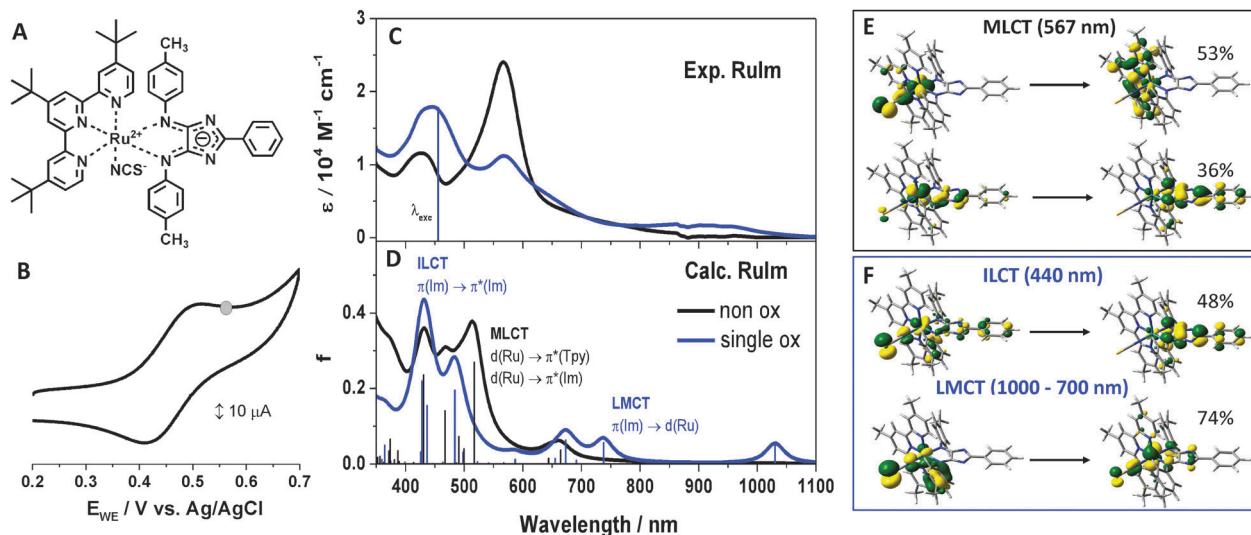 A
CH₃
N
N
N
Ru²⁺
N
N
N
N
⊖
NCS⁻
CH₃
B
↕ 10 μA
0.2 0.3 0.4 0.5 0.6 0.7
E_WE / V vs. Ag/AgCl
C
Exp. RuIm
3
2
1
0
ε / 10⁴ M⁻¹ cm⁻¹
λexc
D
Calc. RuIm
ILCT
π(Im) → π*(Im)
non ox
single ox
MLCT
d(Ru) → π*(Tpy)
d(Ru) → π*(Im)
LMCT
π(Im) → d(Ru)
0.4
0.2
0.0
f
400 500 600 700 800 900 1000 1100
Wavelength / nm
E
MLCT (567 nm)
53%
36%
F
ILCT (440 nm)
48%
LMCT (1000 - 700 nm)
74%